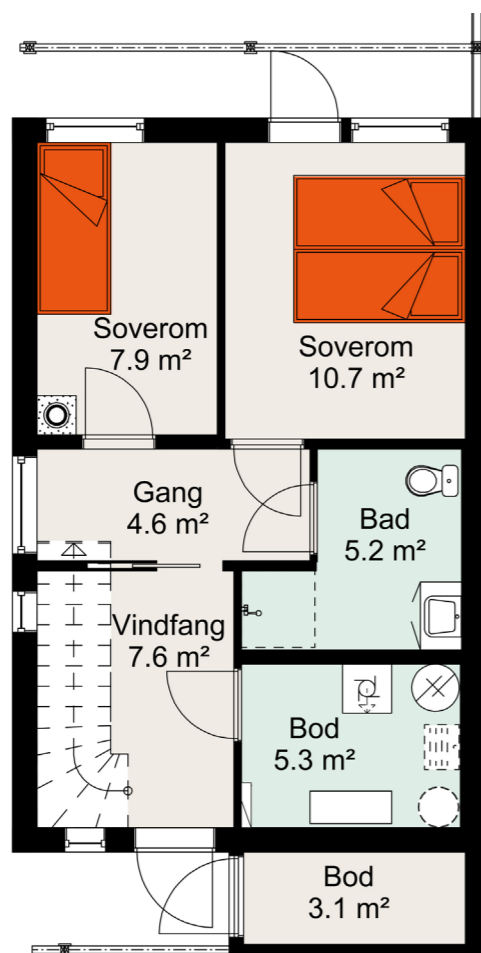 Soverom
7.9 m²
Soverom
10.7 m²
Gang
4.6 m²
Bad
5.2 m²
Vindfang
7.6 m²
Bod
5.3 m²
Bod
3.1 m²